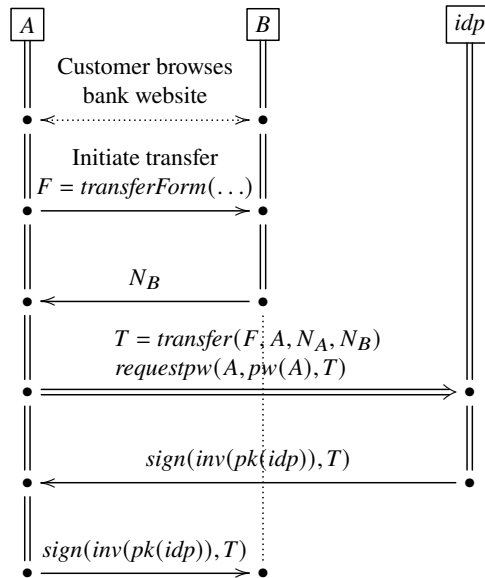 A B idp
Customer browses
bank website
Initiate transfer
F = transferForm(...)
N_B
T = transfer(F, A, N_A, N_B)
requestpw(A, pw(A), T)
sign(inv(pk(idp)), T)
sign(inv(pk(idp)), T)